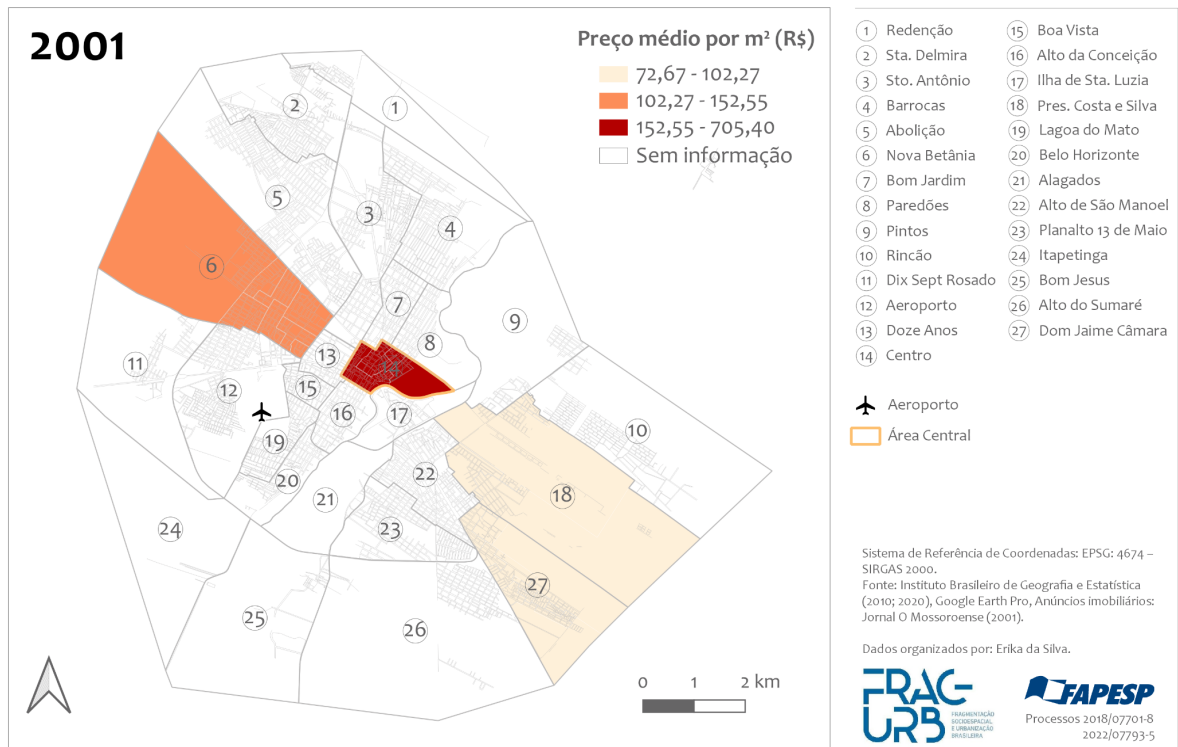 2001
Preço médio por m² (R$)
72,67 - 102,27
102,27 - 152,55
152,55 - 705,40
Sem informação
1
2
3
4
5
6
7
8
9
10
11
12
13
14
15
16
17
18
19
20
21
22
23
24
25
26
27
0 1 2 km
1 Redenção
2 Sta. Delmira
3 Sto. Antônio
4 Barrocas
5 Abolição
6 Nova Betânia
7 Bom Jardim
8 Paredões
9 Pintos
10 Rincão
11 Dix Sept Rosado
12 Aeroporto
13 Doze Anos
14 Centro
15 Boa Vista
16 Alto da Conceição
17 Ilha de Sta. Luzia
18 Pres. Costa e Silva
19 Lagoa do Mato
20 Belo Horizonte
21 Alagados
22 Alto de São Manoel
23 Planalto 13 de Maio
24 Itapetinga
25 Bom Jesus
26 Alto do Sumaré
27 Dom Jaime Câmara
Aeroporto
Área Central
Sistema de Referência de Coordenadas: EPSG: 4674 –
SIRGAS 2000.
Fonte: Instituto Brasileiro de Geografia e Estatística
(2010; 2020), Google Earth Pro, Anúncios imobiliários:
Jornal O Mossoroense (2001).
Dados organizados por: Erika da Silva.
FRAG-
URB
FRAGMENTAÇÃO
SOCIOESPACIAL
E URBANIZAÇÃO
BRASILEIRA
FAPESP
Processos 2018/07701-8
2022/07793-5